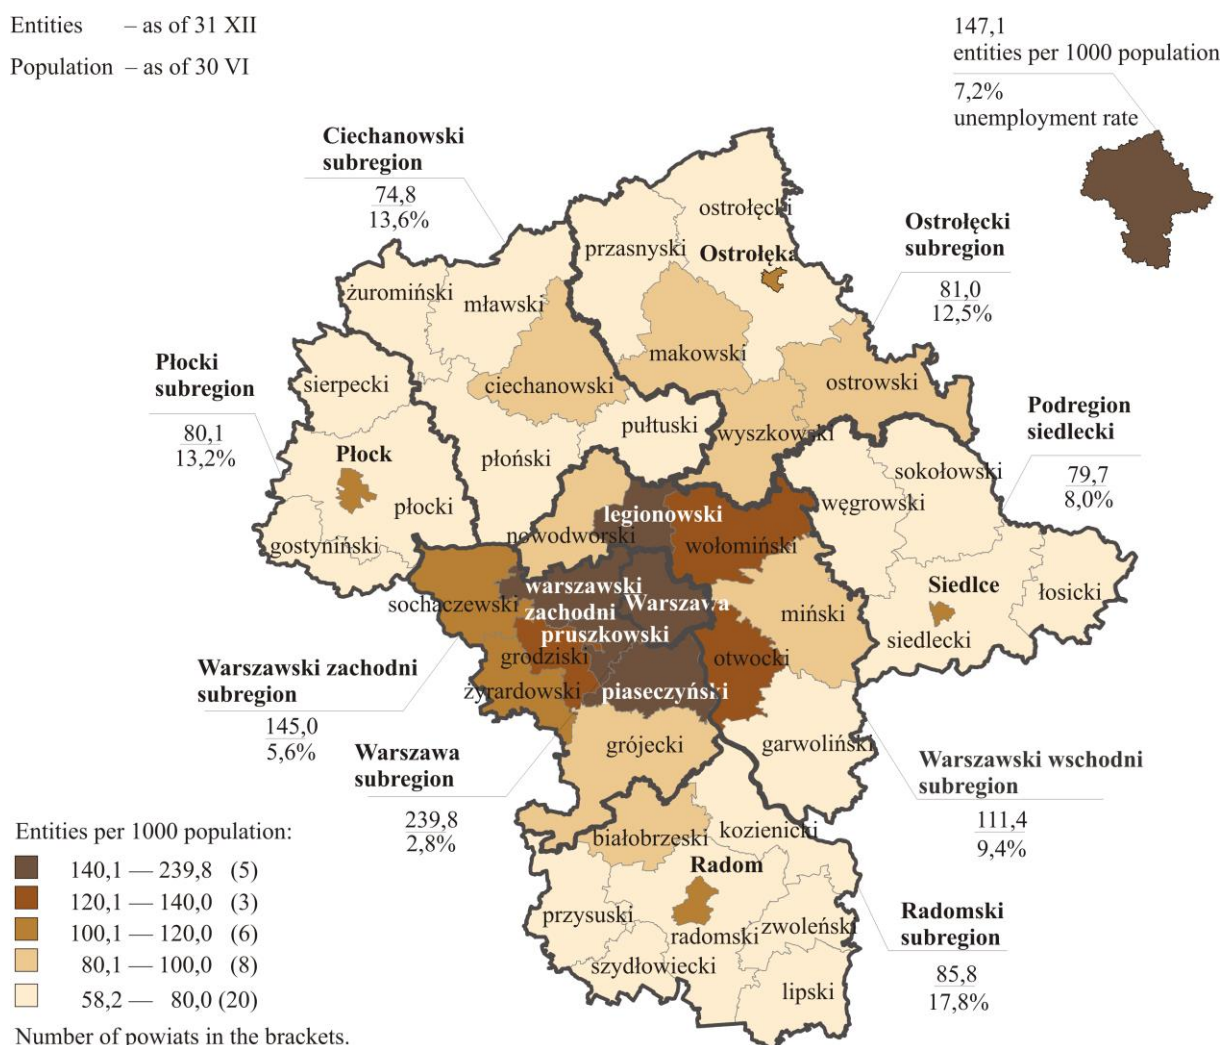 Entities – as of 31 XII
Population – as of 30 VI
147,1
entities per 1000 population
7,2%
unemployment rate
Ciechanowski
subregion
74,8
13,6%
ostrołęcki
przasnyski
Ostrołęka
Ostrołęcki
subregion
81,0
12,5%
żuromiński
mławski
makowski
ciechanowski
ostrowski
Płocki
subregion
80,1
13,2%
sierpecki
pułtuski
wyszkowski
Podregion
siedlecki
79,7
8,0%
Płock
płoński
sokołowski
węgrowski
płocki
legionowski
nowodworski
wołomiński
gostyniński
warszawski
zachodni
Warszawa
sochaczewski
pruszkowski
miński
Siedlce
łosicki
siedlecki
grodziski
otwocki
żyrardowski
piaseczyński
Warszawski zachodni
subregion
145,0
5,6%
grójecki
garwoliński
Warszawa
subregion
239,8
2,8%
Warszawski wschodni
subregion
111,4
9,4%
białobrzeski
kozienicki
Radom
przysuski
radomski
zwoleński
szydłowiecki
lipski
Radomski
subregion
85,8
17,8%
Entities per 1000 population:
140,1 — 239,8 (5)
120,1 — 140,0 (3)
100,1 — 120,0 (6)
80,1 — 100,0 (8)
58,2 — 80,0 (20)
Number of powiats in the brackets.